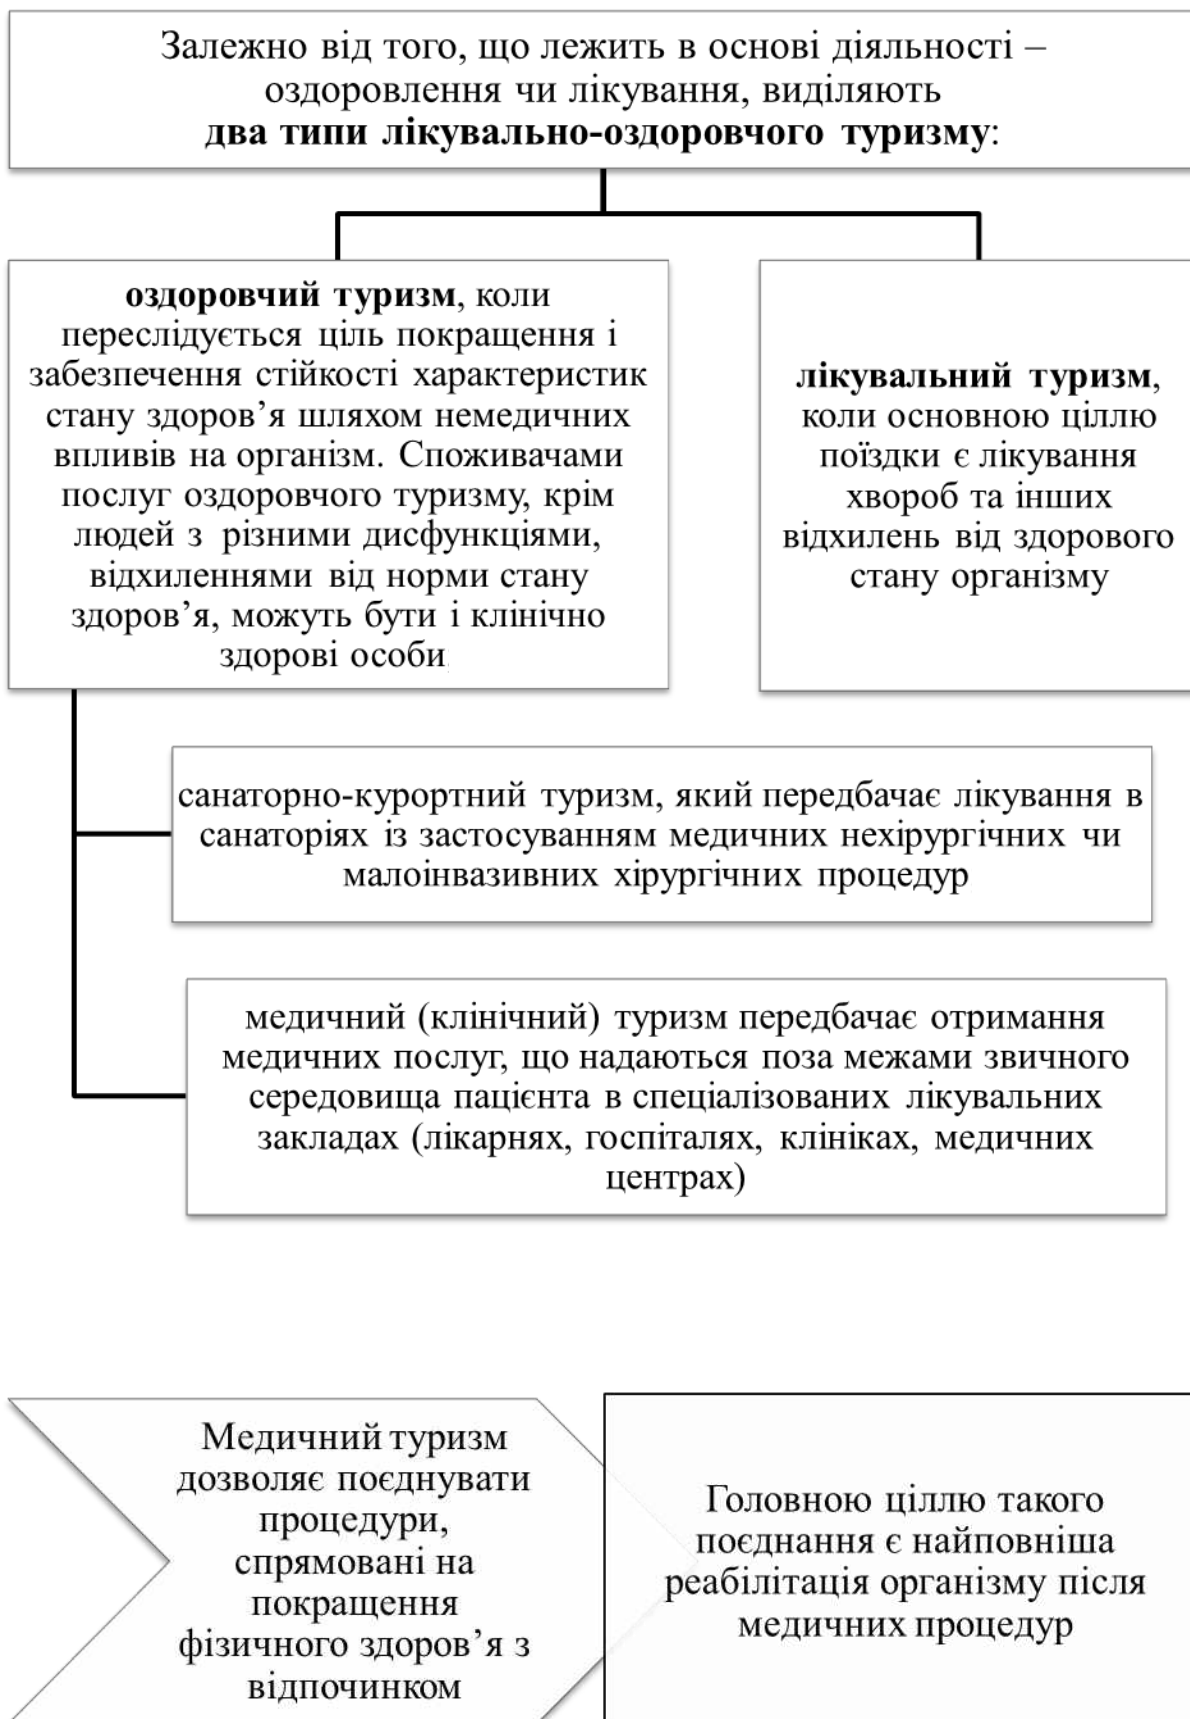 Залежно від того, що лежить в основі діяльності –
оздоровлення чи лікування, виділяють
два типи лікувально-оздоровчого туризму:
оздоровчий туризм, коли
переслідується ціль покращення і
забезпечення стійкості характеристик
стану здоров’я шляхом немедичних
впливів на організм. Споживачами
послуг оздоровчого туризму, крім
людей з різними дисфункціями,
відхиленнями від норми стану
здоров’я, можуть бути і клінічно
здорові особи
лікувальний туризм,
коли основною ціллю
поїздки є лікування
хвороб та інших
відхилень від здорового
стану організму
санаторно-курортний туризм, який передбачає лікування в
санаторіях із застосуванням медичних нехірургічних чи
малоінвазивних хірургічних процедур
медичний (клінічний) туризм передбачає отримання
медичних послуг, що надаються поза межами звичного
середовища пацієнта в спеціалізованих лікувальних
закладах (лікарнях, госпіталях, клініках, медичних
центрах)
Медичний туризм
дозволяє поєднувати
процедури,
спрямовані на
покращення
фізичного здоров’я з
відпочинком
Головною ціллю такого
поєднання є найповніша
реабілітація організму після
медичних процедур